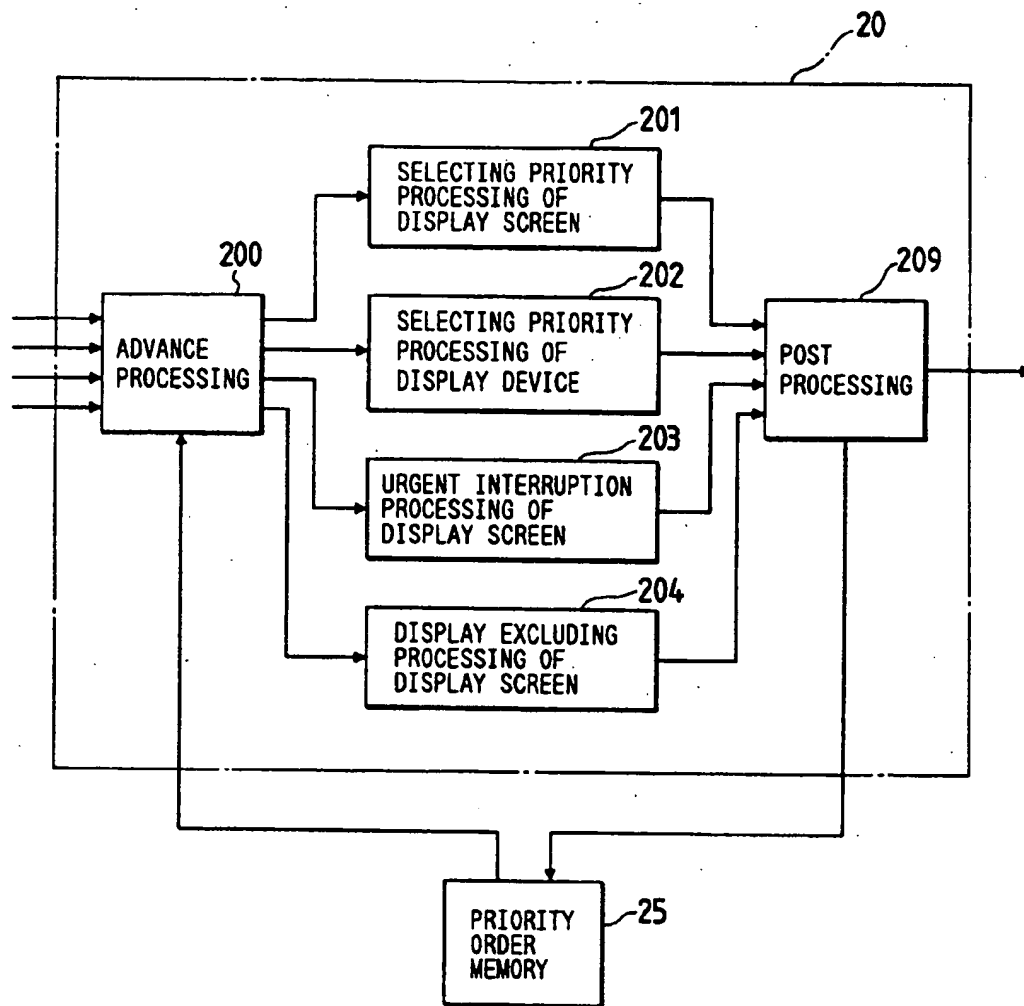 20
201
SELECTING PRIORITY
PROCESSING OF
DISPLAY SCREEN
200
ADVANCE
PROCESSING
202
SELECTING PRIORITY
PROCESSING OF
DISPLAY DEVICE
209
POST
PROCESSING
203
URGENT INTERRUPTION
PROCESSING OF
DISPLAY SCREEN
204
DISPLAY EXCLUDING
PROCESSING OF
DISPLAY SCREEN
25
PRIORITY
ORDER
MEMORY